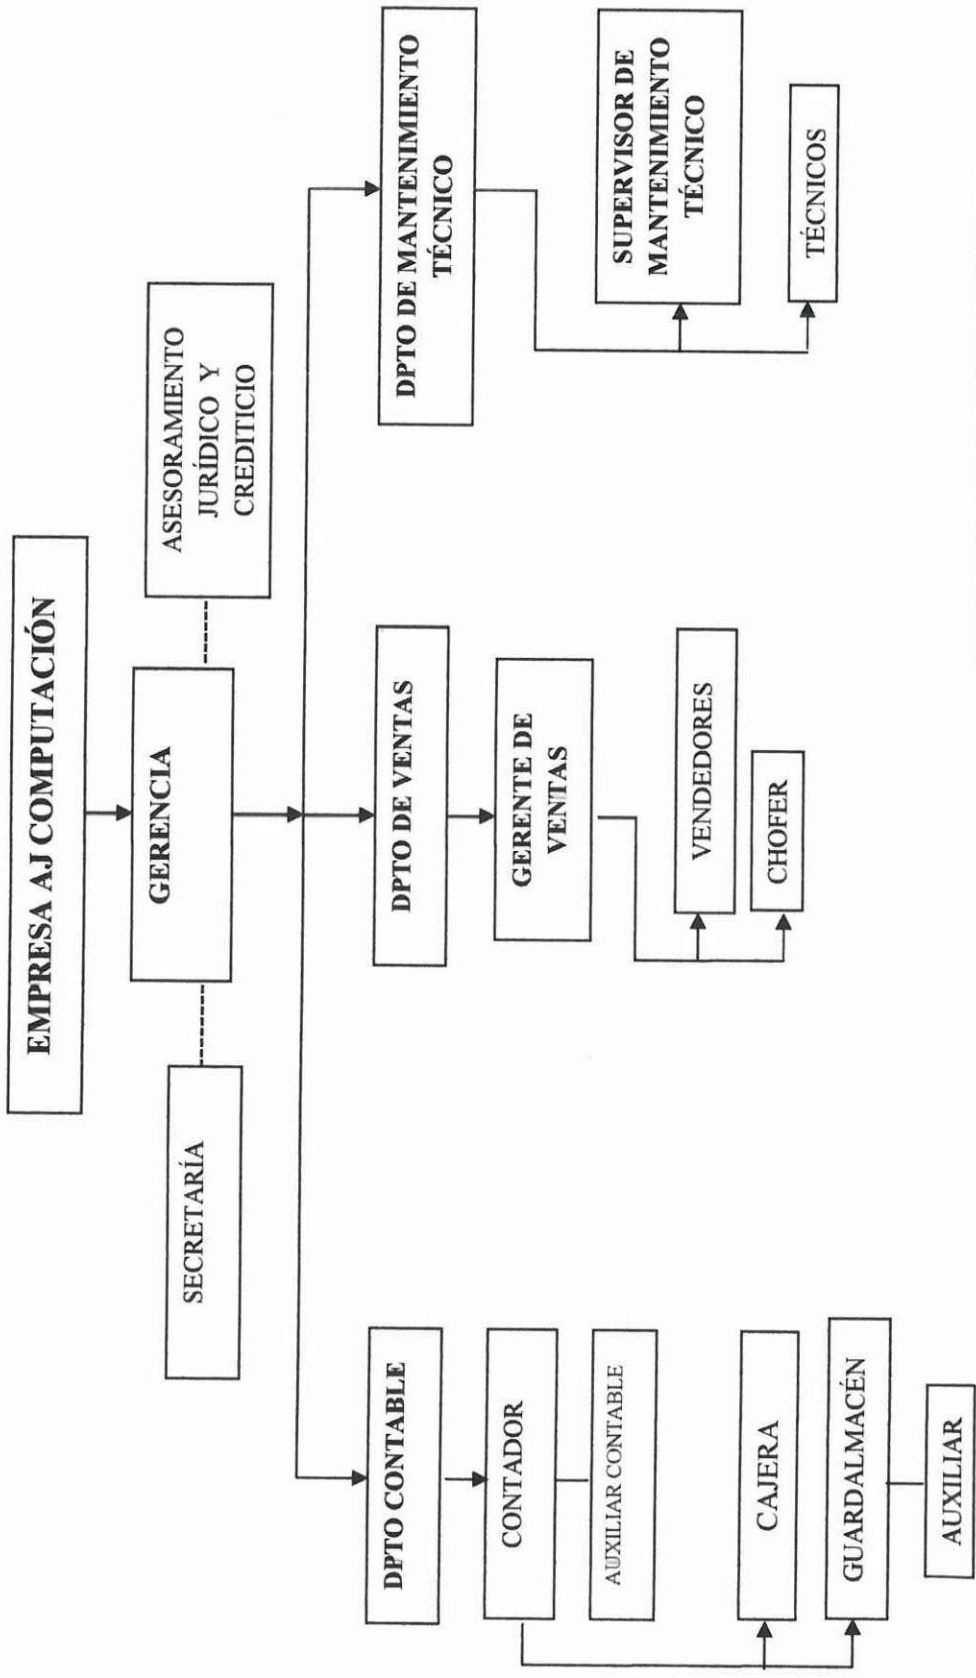 EMPRESA AJ COMPUTACIÓN
GERENCIA
SECRETARÍA
ASESORAMIENTO
JURÍDICO Y
CREDITICIO
DPTO CONTABLE
CONTADOR
AUXILIAR CONTABLE
CAJERA
GUARDALMACÉN
AUXILIAR
DPTO DE VENTAS
GERENTE DE
VENTAS
VENDEDORES
CHOFER
DPTO DE MANTENIMIENTO
TÉCNICO
SUPERVISOR DE
MANTENIMIENTO
TÉCNICO
TÉCNICOS